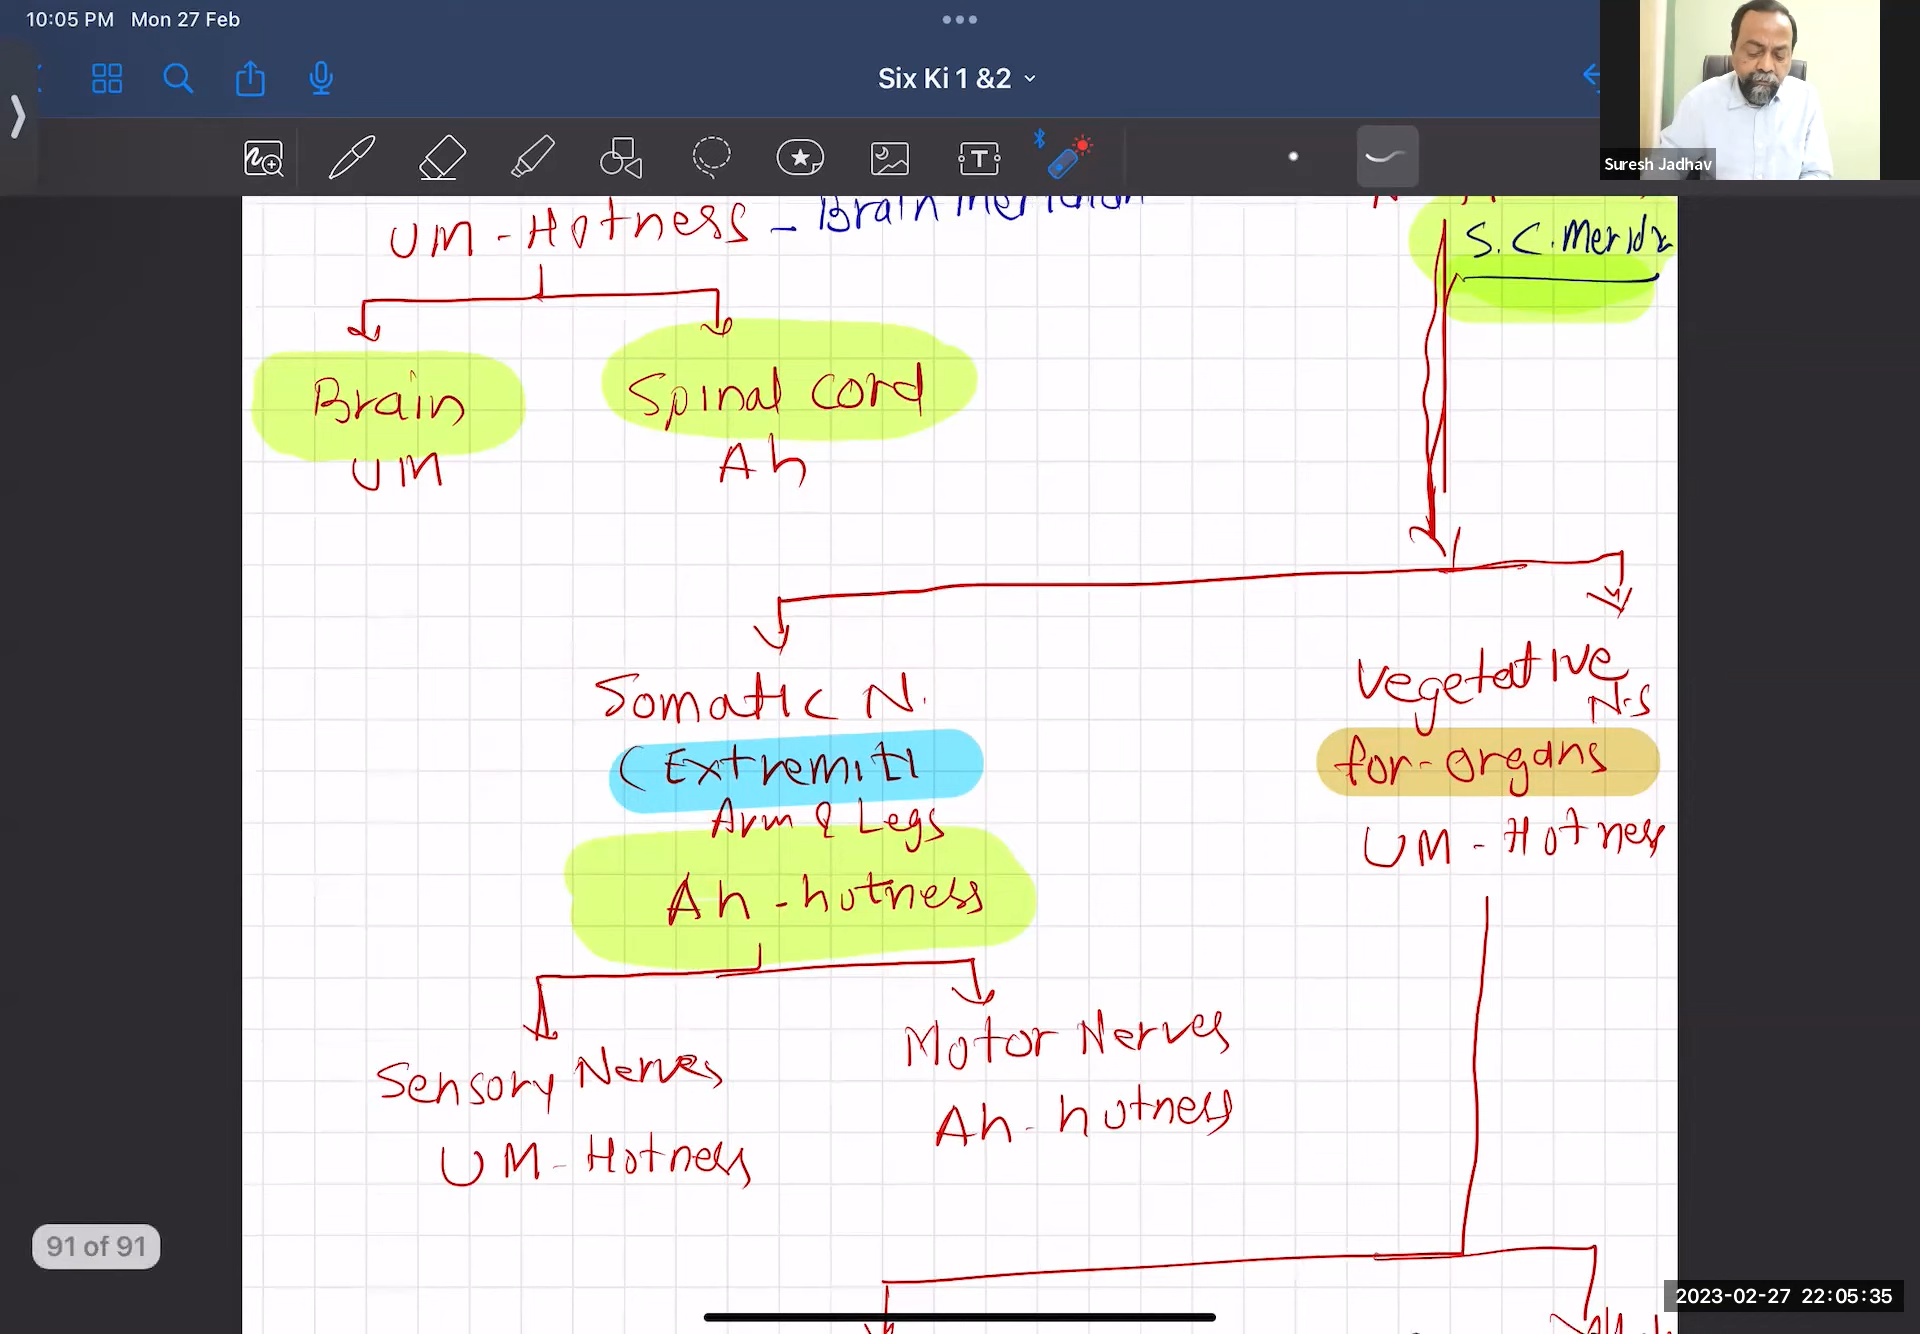 10:05 PM Mon 27 Feb
Six Ki 1 &2
Suresh Jadhav
UM - Hotness - Brain Meridian
S. C. Merid
Brain
UM
Spinal Cord
Ah
Somatic N.
(Extremiti
Arm & Legs
Ah - hotness
Vegetative
N.S
for - organs
UM - Hotness
Sensory Nerves
UM - Hotness
Motor Nerves
Ah - hotness
91 of 91
2023-02-27 22:05:35